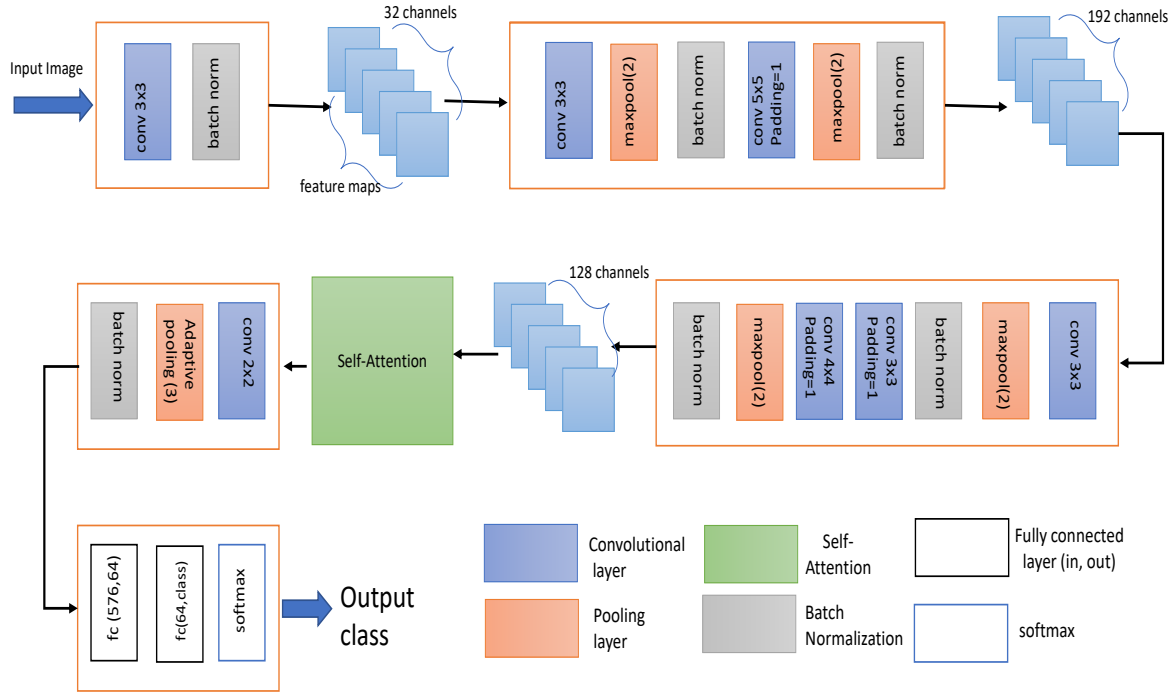 Input Image
conv 3x3
batch norm
32 channels
feature maps
conv 3x3
maxpool(2)
batch norm
conv 5x5
Padding=1
maxpool(2)
batch norm
192 channels
conv 3x3
maxpool(2)
batch norm
conv 3x3
Padding=1
conv 4x4
Padding=1
maxpool(2)
batch norm
128 channels
Self-Attention
conv 2x2
Adaptive
pooling (3)
batch norm
fc (576,64)
fc(64,class)
softmax
Output
class
Convolutional
layer
Self-
Attention
Fully connected
layer (in, out)
Pooling
layer
Batch
Normalization
softmax